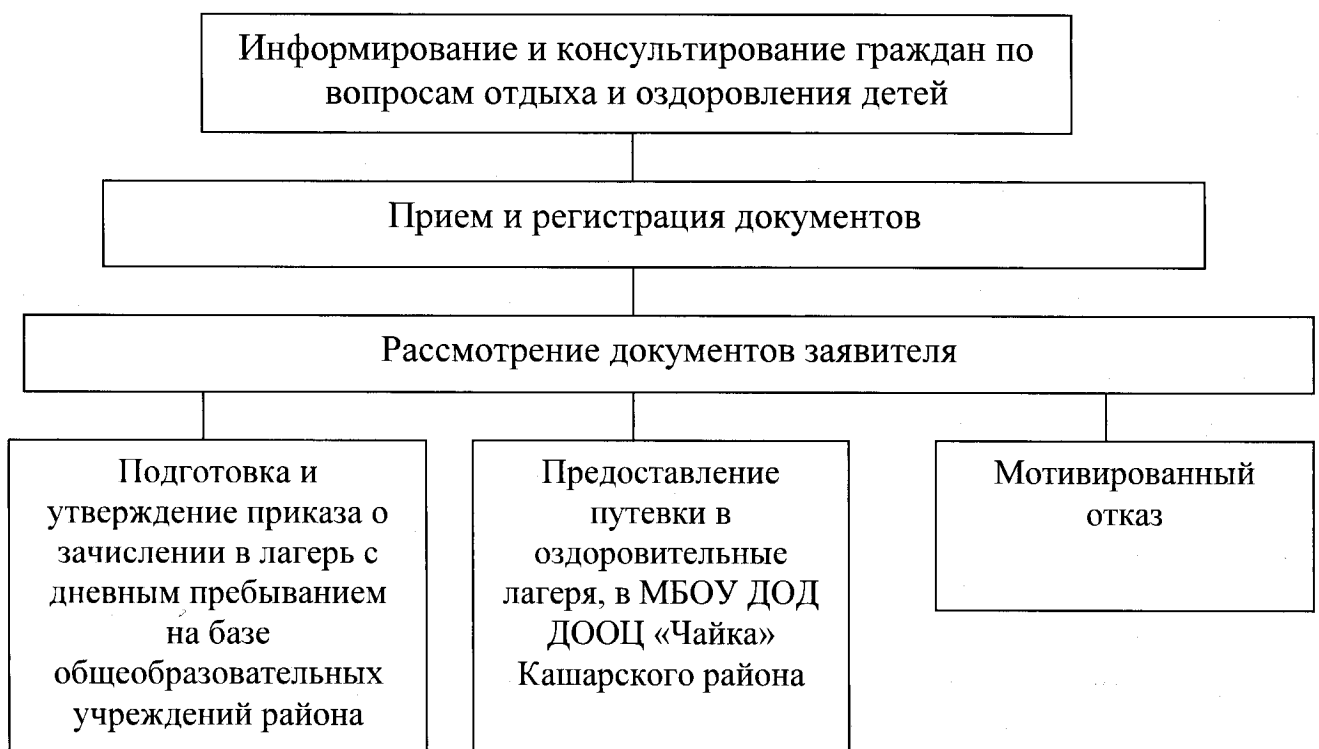 Информирование и консультирование граждан по
вопросам отдыха и оздоровления детей
Прием и регистрация документов
Рассмотрение документов заявителя
Подготовка и
утверждение приказа о
зачислении в лагерь с
дневным пребыванием
на базе
общеобразовательных
учреждений района
Предоставление
путевки в
оздоровительные
лагеря, в МБОУ ДОД
ДООЦ «Чайка»
Кашарского района
Мотивированный
отказ